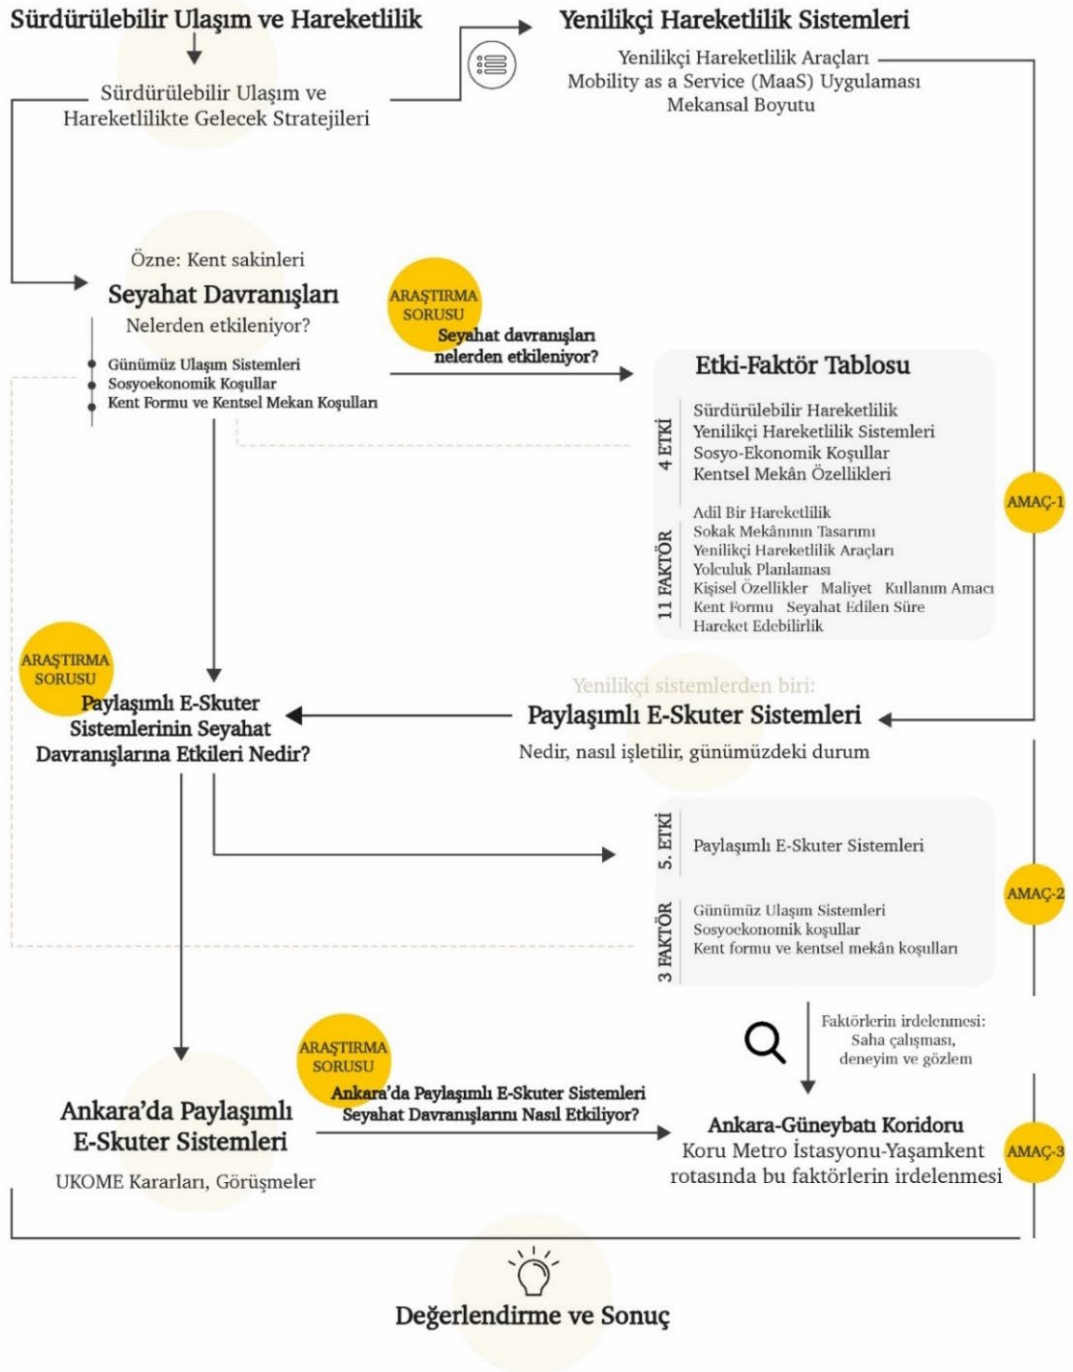 Sürdürülebilir Ulaşım ve Hareketlilik
Sürdürülebilir Ulaşım ve
Hareketlilikte Gelecek Stratejileri
Yenilikçi Hareketlilik Sistemleri
Yenilikçi Hareketlilik Araçları
Mobility as a Service (MaaS) Uygulaması
Mekansal Boyutu
Özne: Kent sakinleri
Seyahat Davranışları
Nelerden etkileniyor?
Günümüz Ulaşım Sistemleri
Sosyoekonomik Koşullar
Kent Formu ve Kentsel Mekan Koşulları
ARAŞTIRMA
SORUSU
Seyahat davranışları
nelerden etkileniyor?
Etki-Faktör Tablosu
4 ETKİ
Sürdürülebilir Hareketlilik
Yenilikçi Hareketlilik Sistemleri
Sosyo-Ekonomik Koşullar
Kentsel Mekân Özellikleri
11 FAKTÖR
Adil Bir Hareketlilik
Sokak Mekânının Tasarımı
Yenilikçi Hareketlilik Araçları
Yolculuk Planlaması
Kişisel Özellikler Maliyet Kullanım Amacı
Kent Formu Seyahat Edilen Süre
Hareket Edebilirlik
AMAÇ-1
ARAŞTIRMA
SORUSU
Paylaşımlı E-Skuter
Sistemlerinin Seyahat
Davranışlarına Etkileri Nedir?
Yenilikçi sistemlerden biri:
Paylaşımlı E-Skuter Sistemleri
Nedir, nasıl işletilir, günümüzdeki durum
5. ETKİ
Paylaşımlı E-Skuter Sistemleri
3 FAKTÖR
Günümüz Ulaşım Sistemleri
Sosyoekonomik koşullar
Kent formu ve kentsel mekân koşulları
AMAÇ-2
Faktörlerin irdelenmesi:
Saha çalışması,
deneyim ve gözlem
ARAŞTIRMA
SORUSU
Ankara'da Paylaşımlı E-Skuter Sistemleri
Seyahat Davranışlarını Nasıl Etkiliyor?
Ankara'da Paylaşımlı
E-Skuter Sistemleri
UKOME Kararları, Görüşmeler
Ankara-Güneybatı Koridoru
Koru Metro İstasyonu-Yaşamkent
rotasında bu faktörlerin irdelenmesi
AMAÇ-3
Değerlendirme ve Sonuç